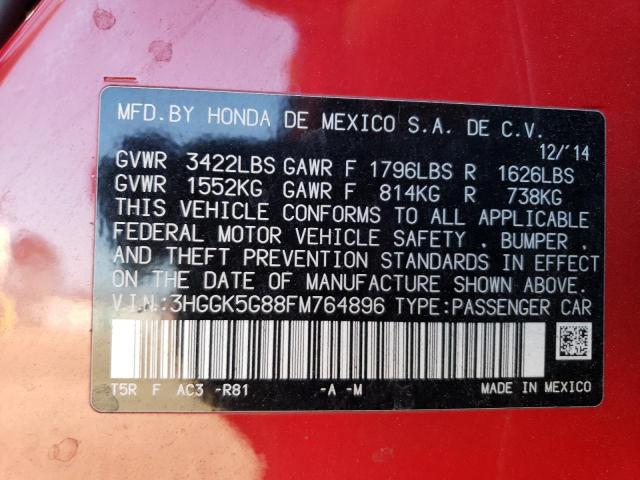 MFD.BY HONDA DE MEXICO S.A. DE C.V.
12/'14
GVWR 3422LBS GAWR F 1796LBS R 1626LBS
GVWR 1552KG GAWR F 814KG R 738KG
THIS VEHICLE CONFORMS TO ALL APPLICABLE
FEDERAL MOTOR VEHICLE SAFETY . BUMPER .
AND THEFT PREVENTION STANDARDS IN EFFECT
ON THE DATE OF MANUFACTURE SHOWN ABOVE.
V.I.N.:3HGGK5G88FM764896 TYPE:PASSENGER CAR
T5R F AC3 -R81 -A -M MADE IN MEXICO